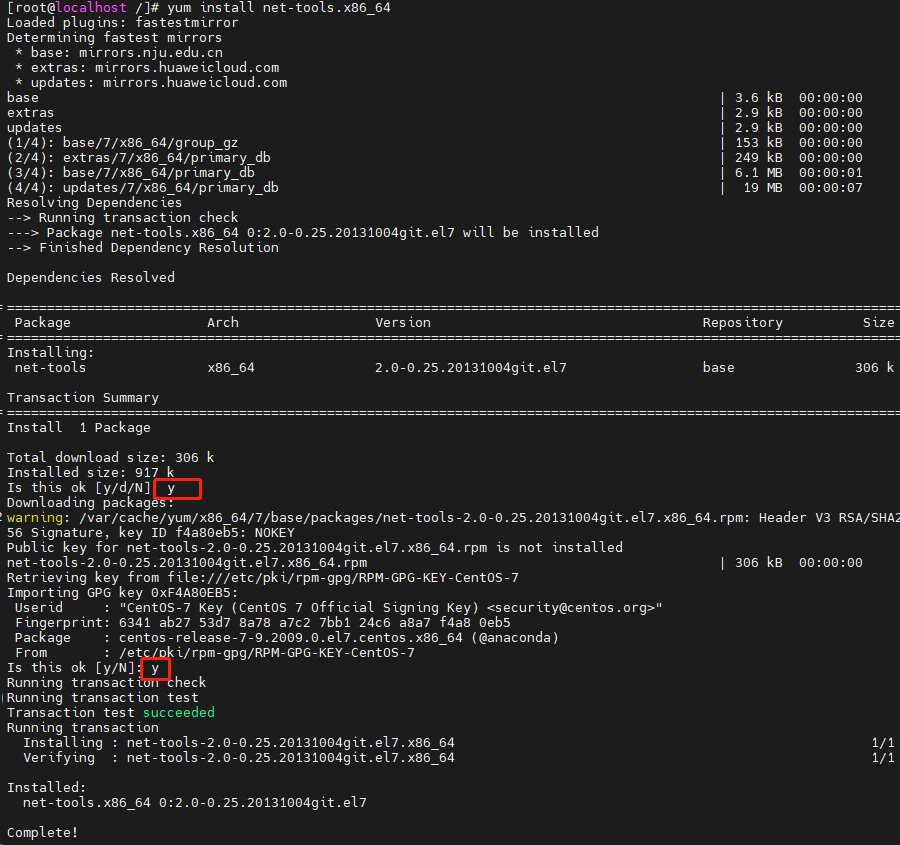 [root@localhost /]# yum install net-tools.x86_64
Loaded plugins: fastestmirror
Determining fastest mirrors
 * base: mirrors.nju.edu.cn
 * extras: mirrors.huaweicloud.com
 * updates: mirrors.huaweicloud.com
base | 3.6 kB 00:00:00
extras | 2.9 kB 00:00:00
updates | 2.9 kB 00:00:00
(1/4): base/7/x86_64/group_gz | 153 kB 00:00:00
(2/4): extras/7/x86_64/primary_db | 249 kB 00:00:00
(3/4): base/7/x86_64/primary_db | 6.1 MB 00:00:01
(4/4): updates/7/x86_64/primary_db | 19 MB 00:00:07
Resolving Dependencies
--> Running transaction check
---> Package net-tools.x86_64 0:2.0-0.25.20131004git.el7 will be installed
--> Finished Dependency Resolution
Dependencies Resolved
Package Arch Version Repository Size
Installing:
 net-tools x86_64 2.0-0.25.20131004git.el7 base 306 k
Transaction Summary
Install 1 Package
Total download size: 306 k
Installed size: 917 k
Is this ok [y/d/N] y
Downloading packages:
warning: /var/cache/yum/x86_64/7/base/packages/net-tools-2.0-0.25.20131004git.el7.x86_64.rpm: Header V3 RSA/SHA2
56 Signature, key ID f4a80eb5: NOKEY
Public key for net-tools-2.0-0.25.20131004git.el7.x86_64.rpm is not installed
net-tools-2.0-0.25.20131004git.el7.x86_64.rpm | 306 kB 00:00:00
Retrieving key from file:///etc/pki/rpm-gpg/RPM-GPG-KEY-CentOS-7
Importing GPG key 0xF4A80EB5:
 Userid : "CentOS-7 Key (CentOS 7 Official Signing Key) <security@centos.org>"
 Fingerprint: 6341 ab27 53d7 8a78 a7c2 7bb1 24c6 a8a7 f4a8 0eb5
 Package : centos-release-7-9.2009.0.el7.centos.x86_64 (@anaconda)
 From : /etc/pki/rpm-gpg/RPM-GPG-KEY-CentOS-7
Is this ok [y/N]: y
Running transaction check
Running transaction test
Transaction test succeeded
Running transaction
 Installing : net-tools-2.0-0.25.20131004git.el7.x86_64 1/1
 Verifying : net-tools-2.0-0.25.20131004git.el7.x86_64 1/1
Installed:
 net-tools.x86_64 0:2.0-0.25.20131004git.el7
Complete!